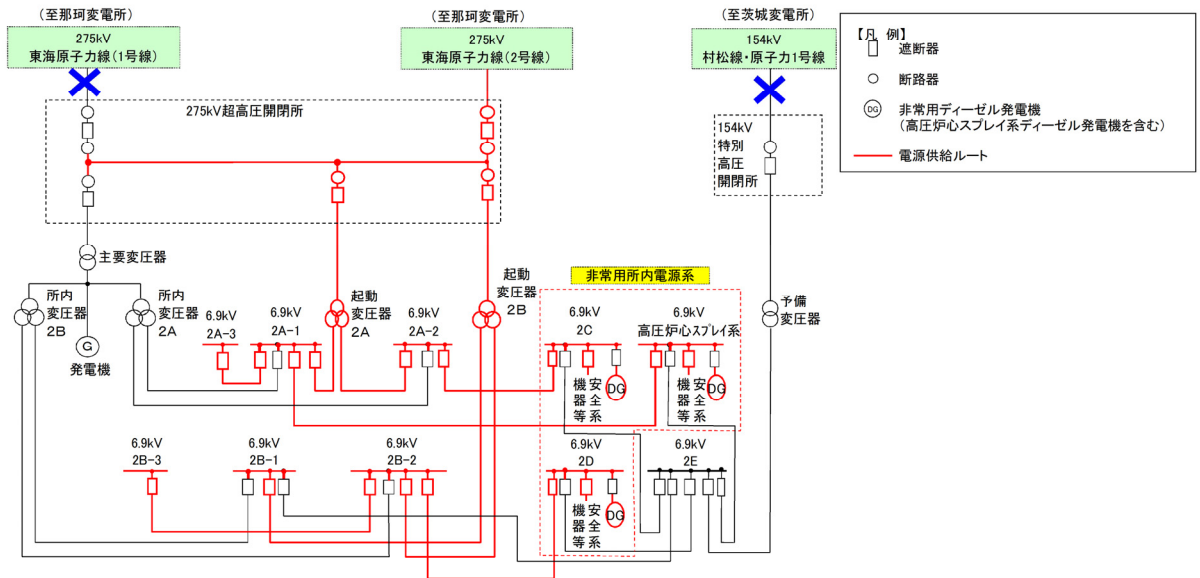 (至那珂変電所)
275kV
東海原子力線(1号線)
(至那珂変電所)
275kV
東海原子力線(2号線)
(至茨城変電所)
154kV
村松線・原子力1号線
【凡 例】
遮断器
断路器
DG
非常用ディーゼル発電機
(高圧炉心スプレイ系ディーゼル発電機を含む)
電源供給ルート
275kV超高圧開閉所
154kV
特別
高圧
開閉所
主要変圧器
所内
変圧器
2B
所内
変圧器
2A
G
発電機
起動
変圧器
2A
起動
変圧器
2B
予備
変圧器
非常用所内電源系
6.9kV
2A-3
6.9kV
2A-1
6.9kV
2A-2
6.9kV
2C
安全系
機器等
DG
6.9kV
高圧炉心スプレイ系
安全系
機器等
DG
6.9kV
2B-3
6.9kV
2B-1
6.9kV
2B-2
6.9kV
2D
安全系
機器等
DG
6.9kV
2E